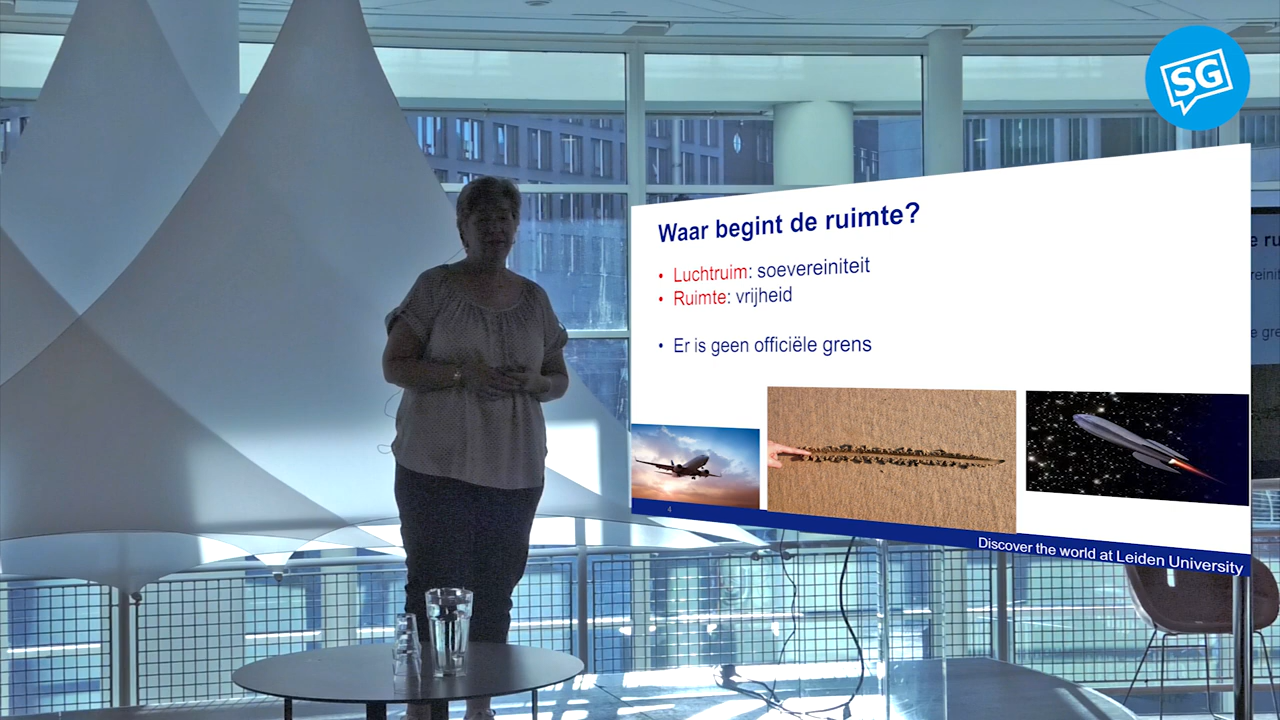 SG
Waar begint de ruimte?
• Luchtruim: soevereiniteit
• Ruimte: vrijheid
• Er is geen officiële grens
4
Discover the world at Leiden University